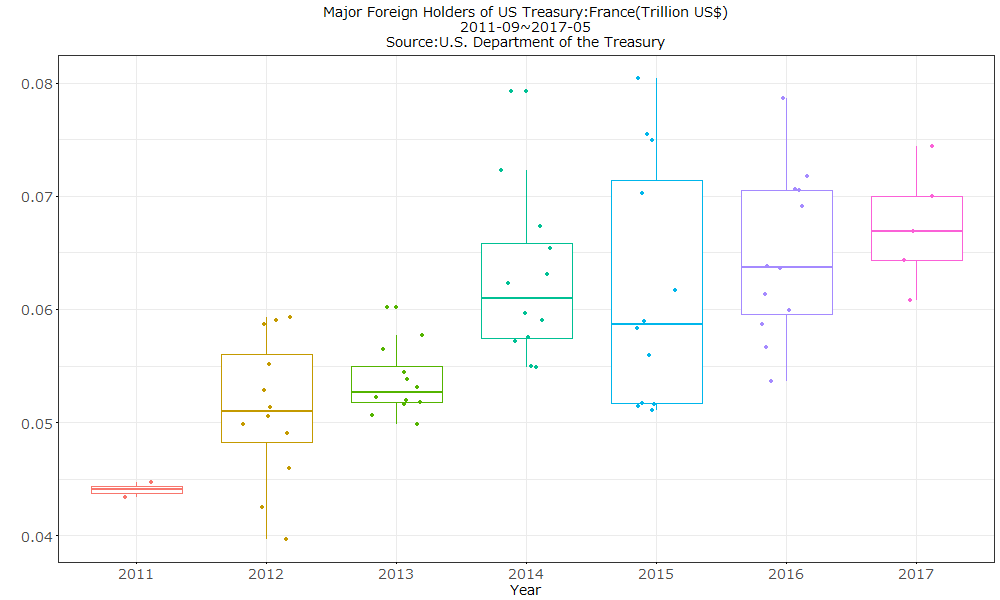 Major Foreign Holders of US Treasury:France(Trillion US$)
2011-09~2017-05
Source:U.S. Department of the Treasury
0.08
0.07
0.06
0.05
0.04
2011 2012 2013 2014 2015 2016 2017
Year